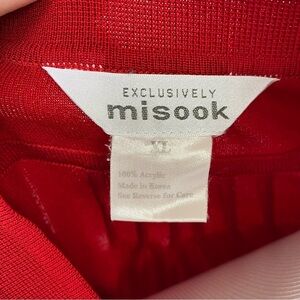 EXCLUSIVELY
misook
XL
100% Acrylic
Made in Korea
See Reverse for Care